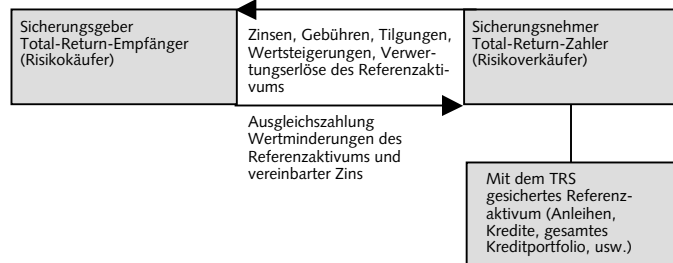 Sicherungsgeber
Total-Return-Empfänger
(Risikokäufer)
Zinsen, Gebühren, Tilgungen,
Wertsteigerungen, Verwer-
tungserlöse des Referenzakti-
vums
Sicherungsnehmer
Total-Return-Zahler
(Risikoverkäufer)
Ausgleichszahlung
Wertminderungen des
Referenzaktivums und
vereinbarter Zins
Mit dem TRS
gesichertes Referenz-
aktivum (Anleihen,
Kredite, gesamtes
Kreditportfolio, usw.)